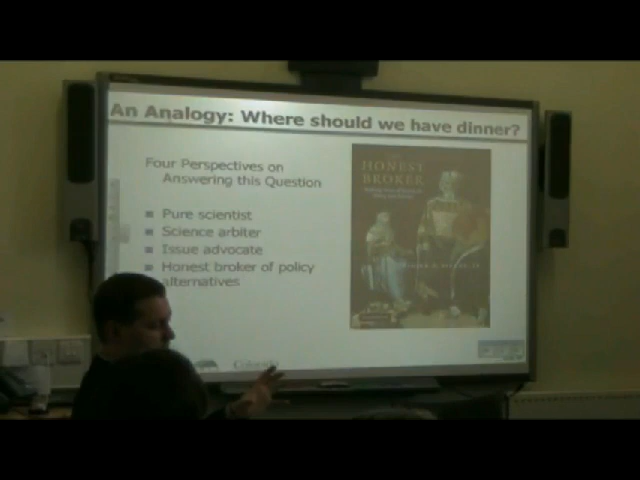 An Analogy: Where should we have dinner?
Four Perspectives on
Answering this Question
Pure scientist
Science arbiter
Issue advocate
Honest broker of policy
alternatives
HONEST
BROKER
Colorado